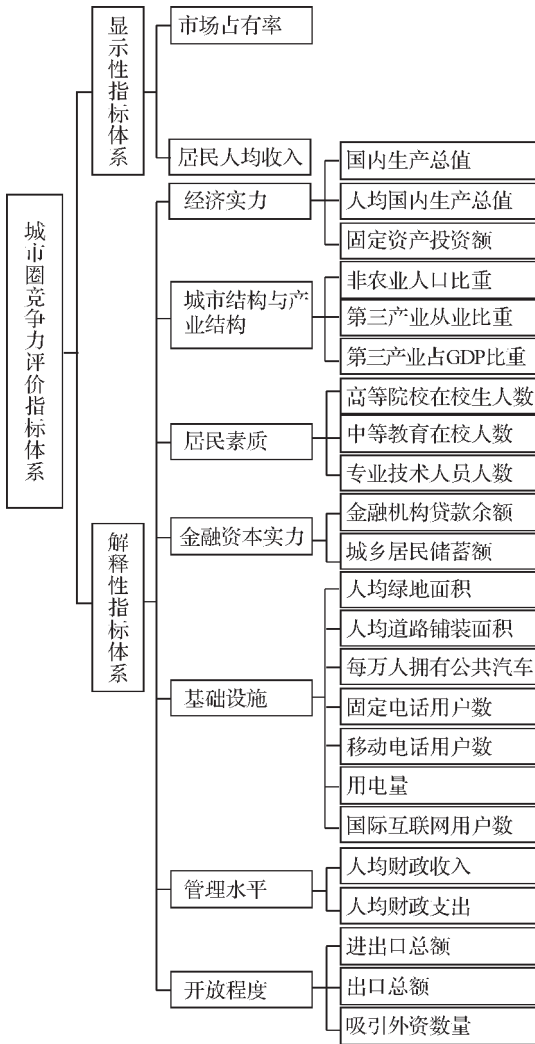 城市圈竞争力评价指标体系
显示性指标体系
市场占有率
居民人均收入
解释性指标体系
经济实力
国内生产总值
人均国内生产总值
固定资产投资额
城市结构与产
业结构
非农业人口比重
第三产业从业比重
第三产业占GDP比重
居民素质
高等院校在校生人数
中等教育在校人数
专业技术人员人数
金融资本实力
金融机构贷款余额
城乡居民储蓄额
基础设施
人均绿地面积
人均道路铺装面积
每万人拥有公共汽车
固定电话用户数
移动电话用户数
用电量
国际互联网用户数
管理水平
人均财政收入
人均财政支出
开放程度
进出口总额
出口总额
吸引外资数量